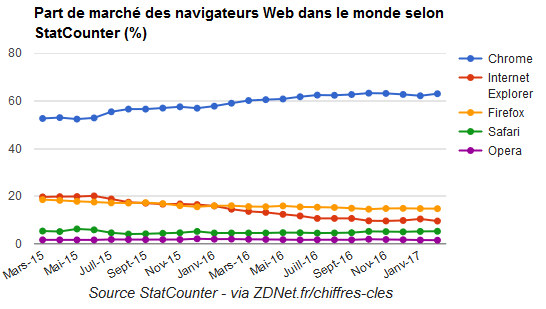 Part de marché des navigateurs Web dans le monde selon
StatCounter (%)
80
60
40
20
0
Chrome
Internet
Explorer
Firefox
Safari
Opera
Mars-15
Mai-15
Juil-15
Sept-15
Nov-15
Janv-16
Mars-16
Mai-16
Juill-16
Sept-16
Nov-16
Janv-17
Source StatCounter - via ZDNet.fr/chiffres-cles